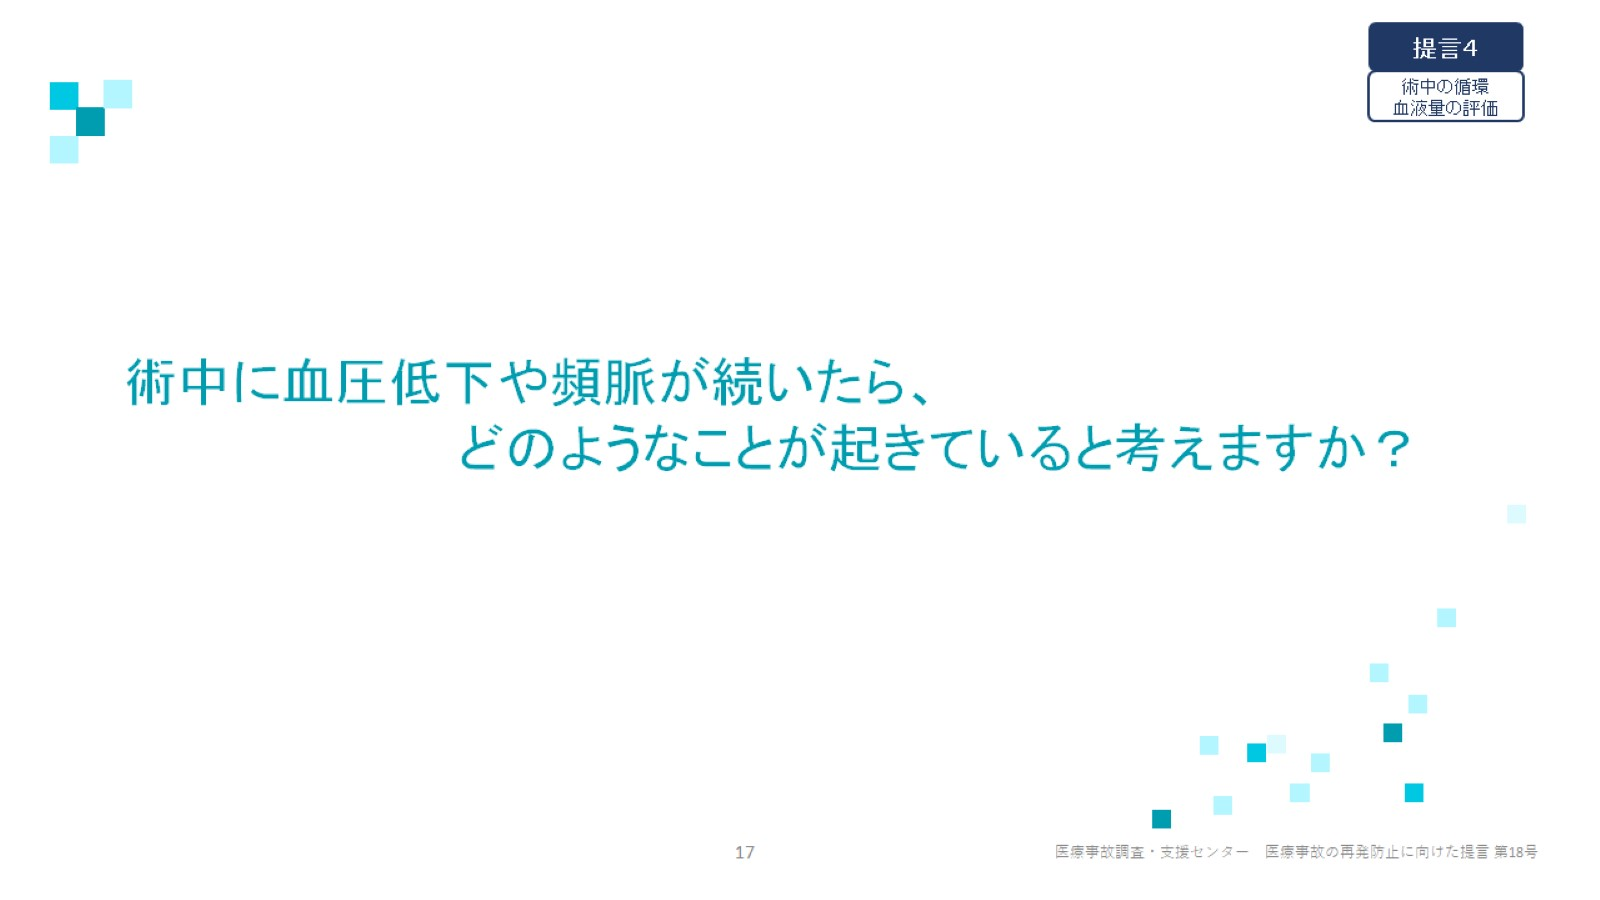 提言4
術中の循環
血液量の評価
術中に血圧低下や頻脈が続いたら、
どのようなことが起きていると考えますか？
17
医療事故調査・支援センター　医療事故の再発防止に向けた提言 第18号